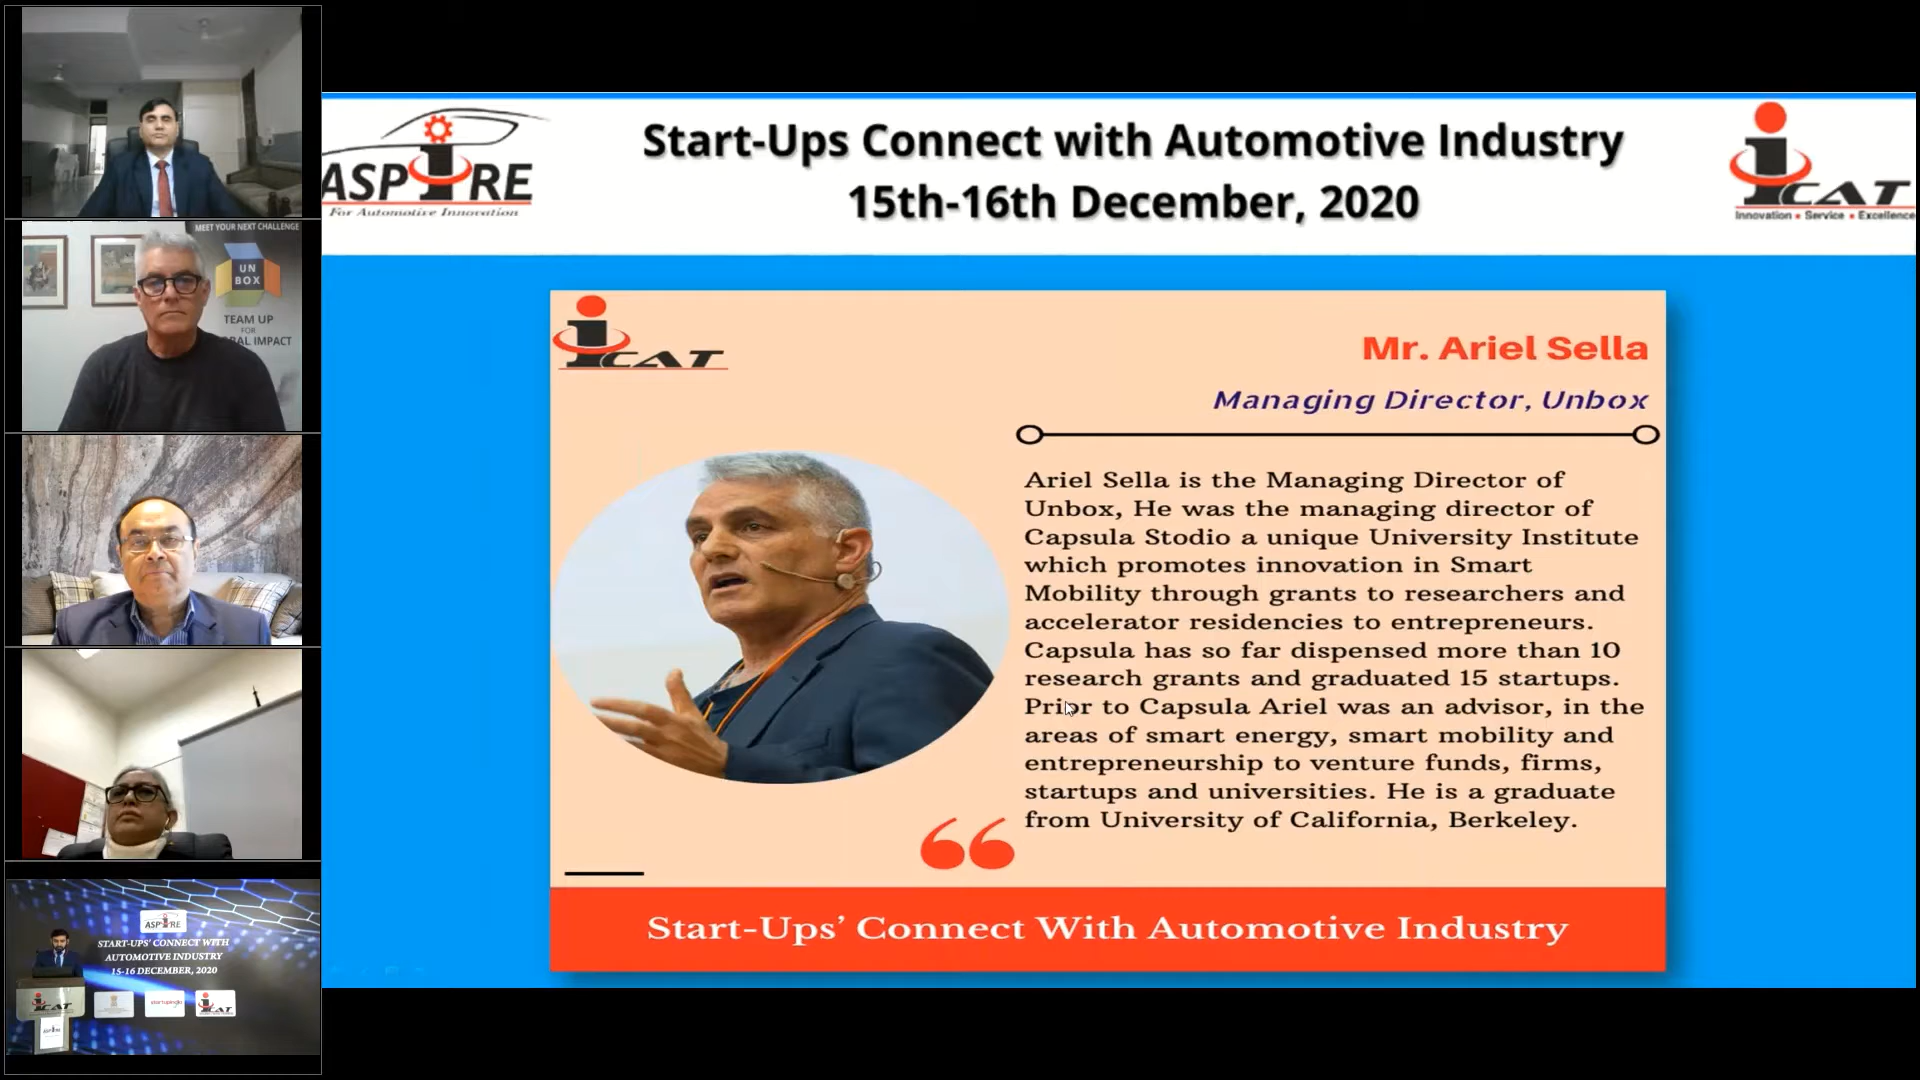 MEET YOUR NEXT CHALLENGE
UN
BOX
TEAM UP
FOR
BAL IMPACT
ASPIRE
START-UPS' CONNECT WITH
AUTOMOTIVE INDUSTRY
15-16 DECEMBER, 2020
iCAT
startupindia
iCAT
ASPIRE
ASPIRE
For Automotive Innovation
Start-Ups Connect with Automotive Industry
15th-16th December, 2020
iCAT
Innovation • Service • Excellence
iCAT
Mr. Ariel Sella
Managing Director, Unbox
Ariel Sella is the Managing Director of
Unbox, He was the managing director of
Capsula Stodio a unique University Institute
which promotes innovation in Smart
Mobility through grants to researchers and
accelerator residencies to entrepreneurs.
Capsula has so far dispensed more than 10
research grants and graduated 15 startups.
Prior to Capsula Ariel was an advisor, in the
areas of smart energy, smart mobility and
entrepreneurship to venture funds, firms,
startups and universities. He is a graduate
from University of California, Berkeley.
“
Start-Ups’ Connect With Automotive Industry